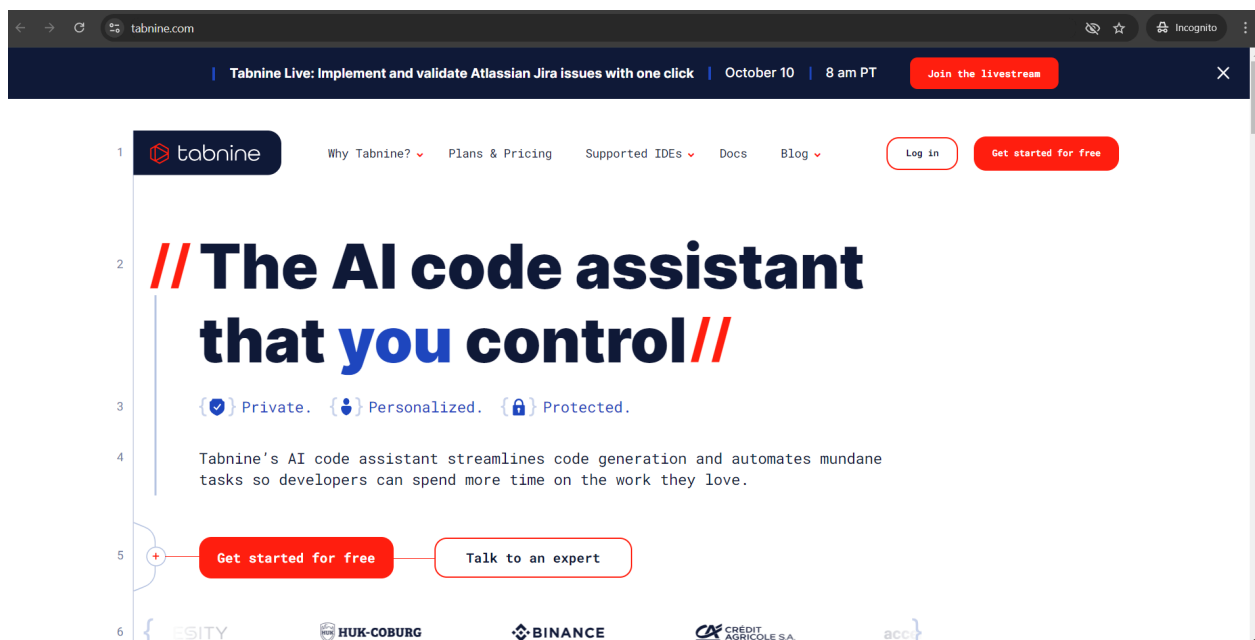 tabnine.com
Incognito
Tabnine Live: Implement and validate Atlassian Jira issues with one click | October 10 | 8 am PT
Join the livestream
1
tabnine
Why Tabnine? Plans & Pricing Supported IDEs Docs Blog
Log in
Get started for free
2
//The AI code assistant
that you control//
3
{ } Private. { } Personalized. { } Protected.
4
Tabnine's AI code assistant streamlines code generation and automates mundane
tasks so developers can spend more time on the work they love.
5
+
Get started for free
Talk to an expert
6
{ ESITY HUK HUK-COBURG BINANCE CA CRÉDIT
AGRICOLE S.A. acce }